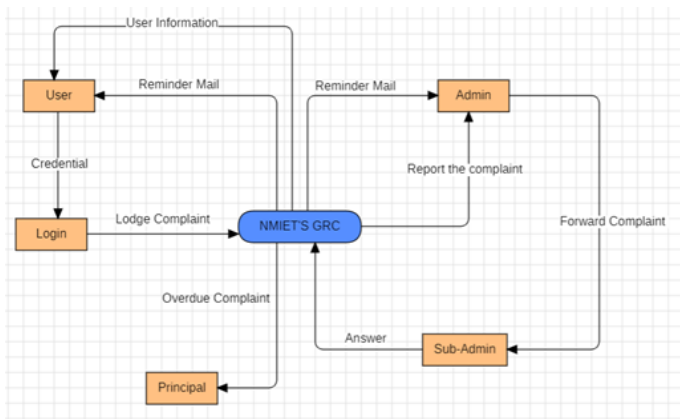 User Information
User
Reminder Mail
Reminder Mail
Admin
Credential
Report the complaint
Lodge Complaint
NMIET'S GRC
Forward Complaint
Login
Overdue Complaint
Answer
Sub-Admin
Principal